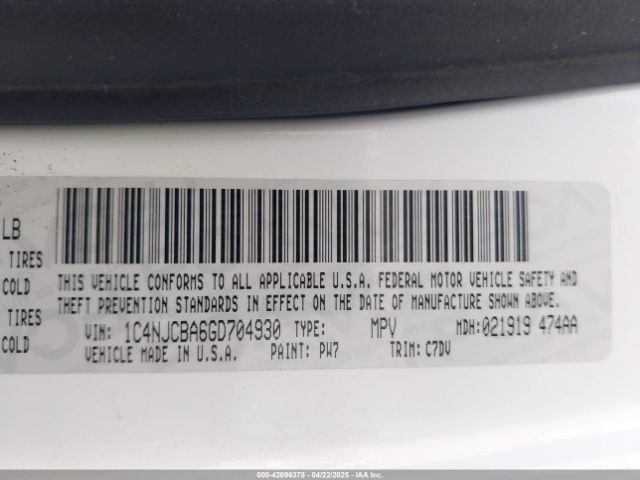 LB
TIRES
COLD
TIRES
COLD
THIS VEHICLE CONFORMS TO ALL APPLICABLE U.S.A. FEDERAL MOTOR VEHICLE SAFETY AND
THEFT PREVENTION STANDARDS IN EFFECT ON THE DATE OF MANUFACTURE SHOWN ABOVE.
VIN: 1C4NJCBA6GD704930 TYPE: MPV MDH:021919 474AA
VEHICLE MADE IN U.S.A. PAINT: PW7 TRIM: C7DV
000-42096378 - 04/22/2025 - IAAI.COM